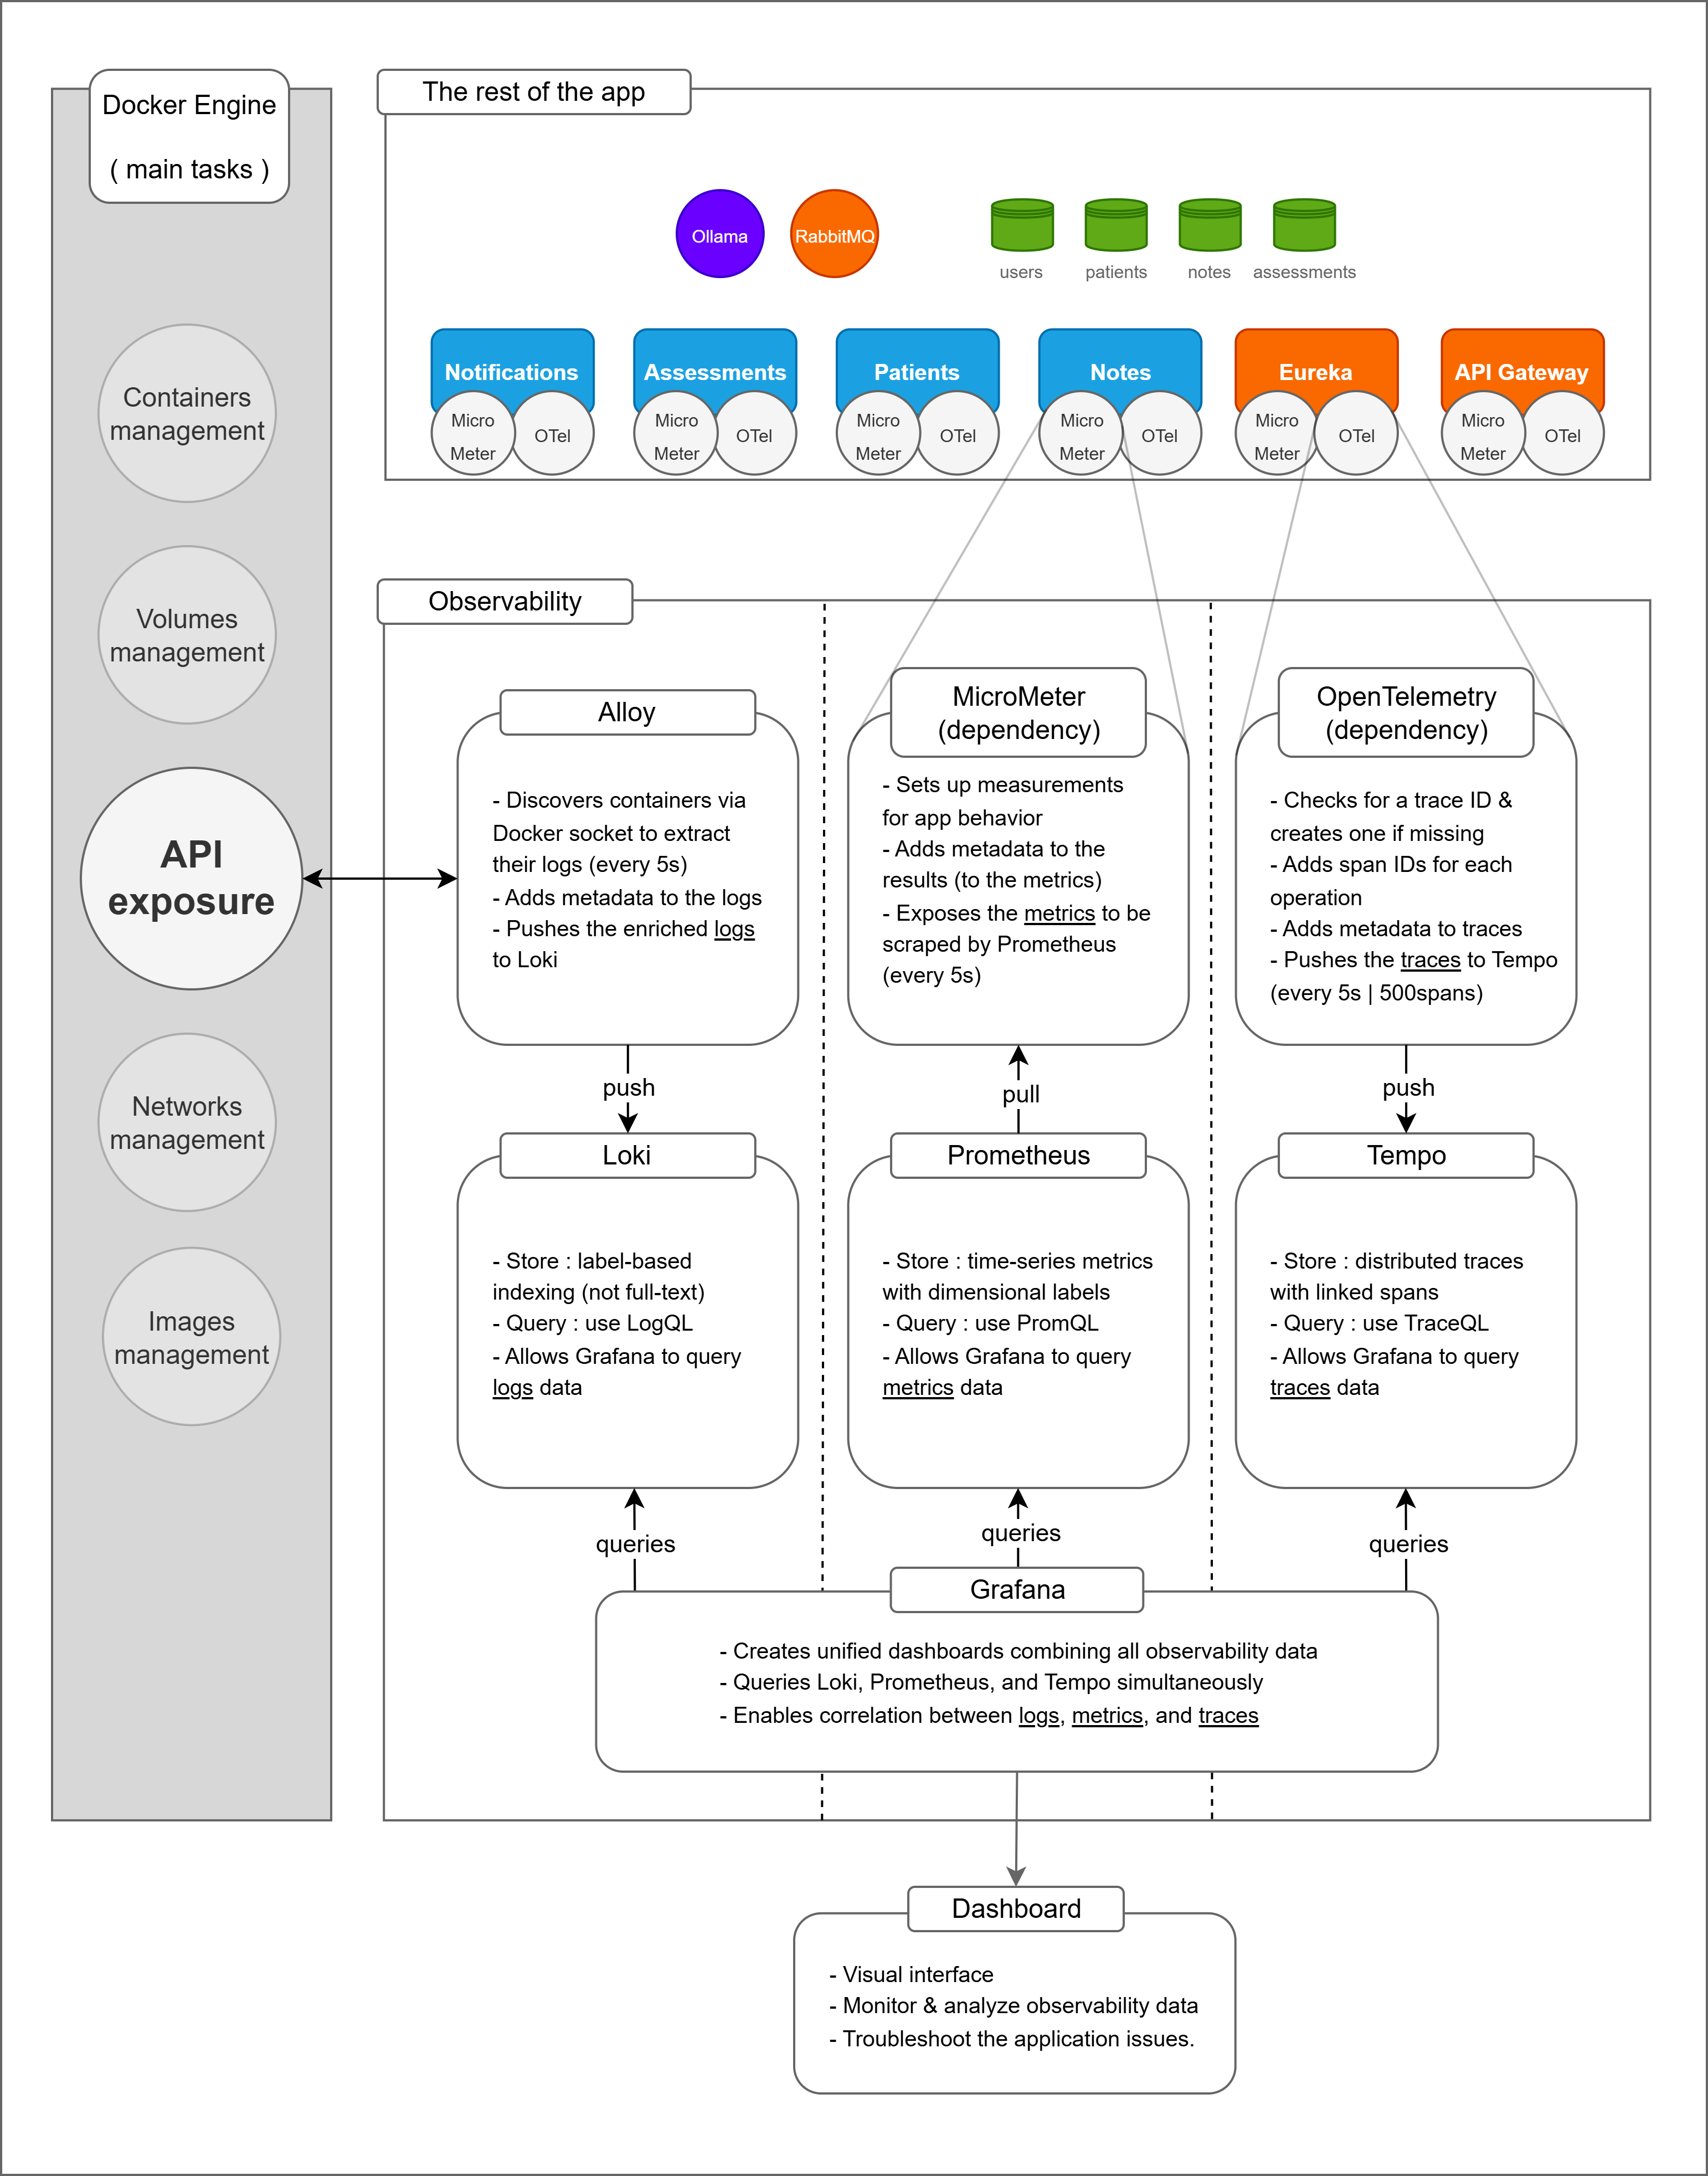 Docker Engine
( main tasks )
Containers
management
Volumes
management
API
exposure
Networks
management
Images
management
The rest of the app
Ollama
RabbitMQ
users
patients
notes
assessments
Notifications
Micro
Meter
OTel
Assessments
Micro
Meter
OTel
Patients
Micro
Meter
OTel
Notes
Micro
Meter
OTel
Eureka
Micro
Meter
OTel
API Gateway
Micro
Meter
OTel
Observability
Alloy
- Discovers containers via
Docker socket to extract
their logs (every 5s)
- Adds metadata to the logs
- Pushes the enriched logs
to Loki
push
Loki
- Store : label-based
indexing (not full-text)
- Query : use LogQL
- Allows Grafana to query
logs data
queries
MicroMeter
(dependency)
- Sets up measurements
for app behavior
- Adds metadata to the
results (to the metrics)
- Exposes the metrics to be
scraped by Prometheus
(every 5s)
pull
Prometheus
- Store : time-series metrics
with dimensional labels
- Query : use PromQL
- Allows Grafana to query
metrics data
queries
OpenTelemetry
(dependency)
- Checks for a trace ID &
creates one if missing
- Adds span IDs for each
operation
- Adds metadata to traces
- Pushes the traces to Tempo
(every 5s | 500spans)
push
Tempo
- Store : distributed traces
with linked spans
- Query : use TraceQL
- Allows Grafana to query
traces data
queries
Grafana
- Creates unified dashboards combining all observability data
- Queries Loki, Prometheus, and Tempo simultaneously
- Enables correlation between logs, metrics, and traces
Dashboard
- Visual interface
- Monitor & analyze observability data
- Troubleshoot the application issues.